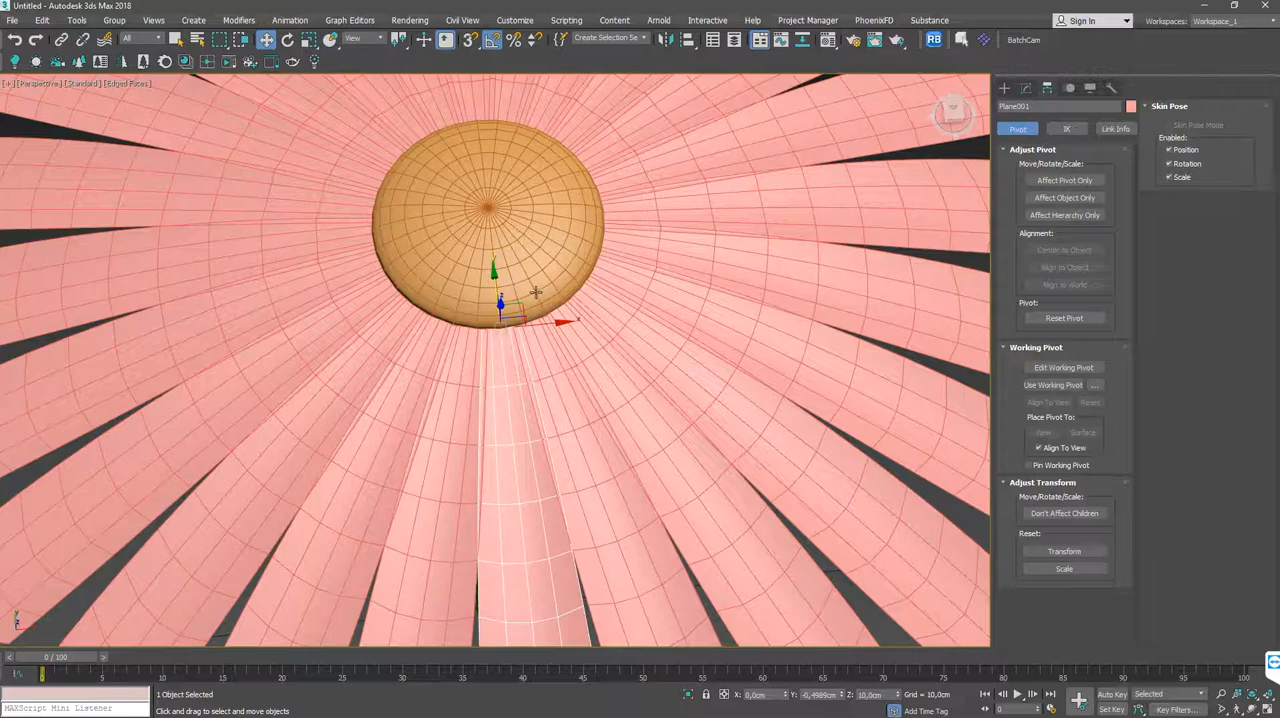 Untitled - Autodesk 3ds Max 2018
File Edit Tools Group Views Create Modifiers Animation Graph Editors Rendering Civil View Customize Scripting Content Arnold Interactive Help Project Manager PhoenixFD Substance
Sign In Workspaces: Workspace_1
All View Create Selection Se RB BatchCam
[+] [Perspective] [Standard] [Edged Faces]
TOP
Plane001
Pivot IK Link Info
Adjust Pivot
Move/Rotate/Scale:
Affect Pivot Only
Affect Object Only
Affect Hierarchy Only
Alignment:
Center to Object
Align to Object
Align to World
Pivot:
Reset Pivot
Working Pivot
Edit Working Pivot
Use Working Pivot ...
Align To View Reset
Place Pivot To:
View Surface
Align To View
Pin Working Pivot
Adjust Transform
Move/Rotate/Scale:
Don't Affect Children
Reset:
Transform
Scale
Skin Pose
Skin Pose Mode
Enabled:
Position
Rotation
Scale
0 / 100
0 5 10 15 20 25 30 35 40 45 50 55 60 65 70 75 80 85 90 95 100
MAXScript Mini Listener
1 Object Selected
Click and drag to select and move objects
X: 0,0cm Y: -0,4989cm Z: 10,0cm Grid = 10,0cm
Add Time Tag
0
Auto Key Selected
Set Key Key Filters...